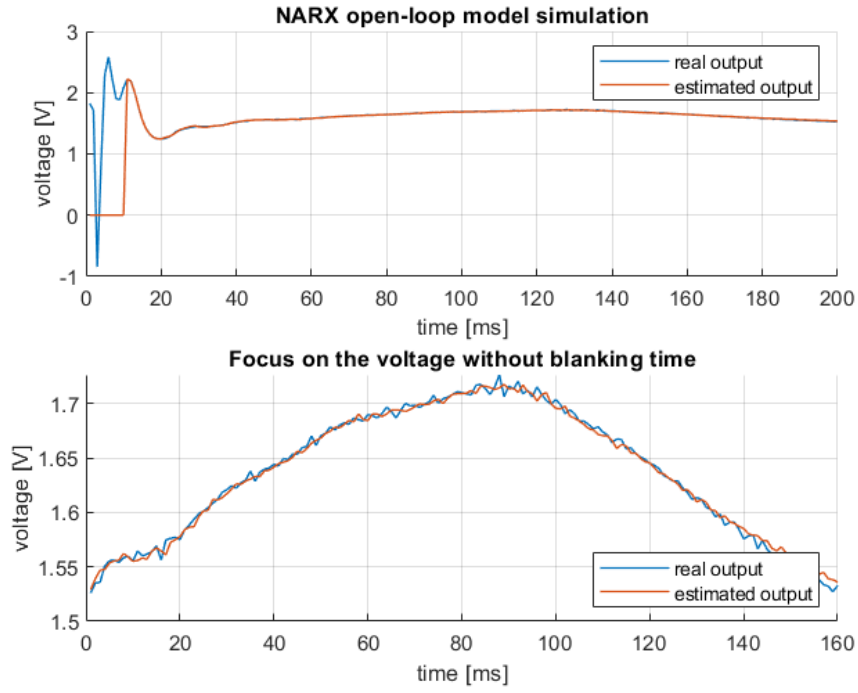 NARX open-loop model simulation
3
2
1
0
-1
voltage [V]
real output
estimated output
0 20 40 60 80 100 120 140 160 180 200
time [ms]
Focus on the voltage without blanking time
1.7
1.65
1.6
1.55
1.5
voltage [V]
real output
estimated output
0 20 40 60 80 100 120 140 160
time [ms]